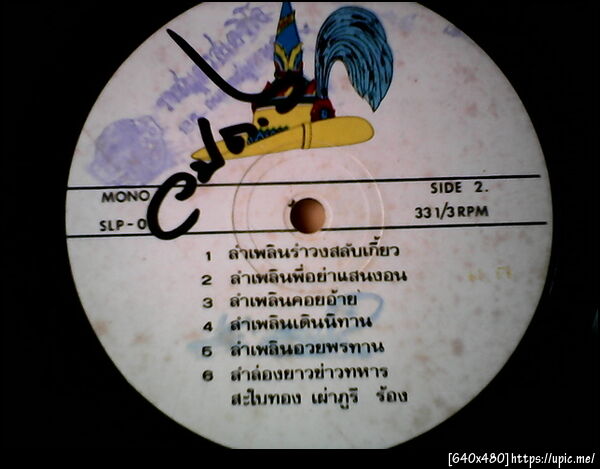 MONO
SIDE 2.
SLP-0
33 1/3 RPM
1 ลำเพลินรำวงสลับเกี้ยว
2 ลำเพลินพี่อย่าแสนงอน
3 ลำเพลินคอยอ้าย
4 ลำเพลินเดินนิทาน
5 ลำเพลินอวยพรทาน
6 ลำล่องยาวข่าวทหาร
สะใบทอง เผ่าภูรี ร้อง
[640x480]https://upic.me/